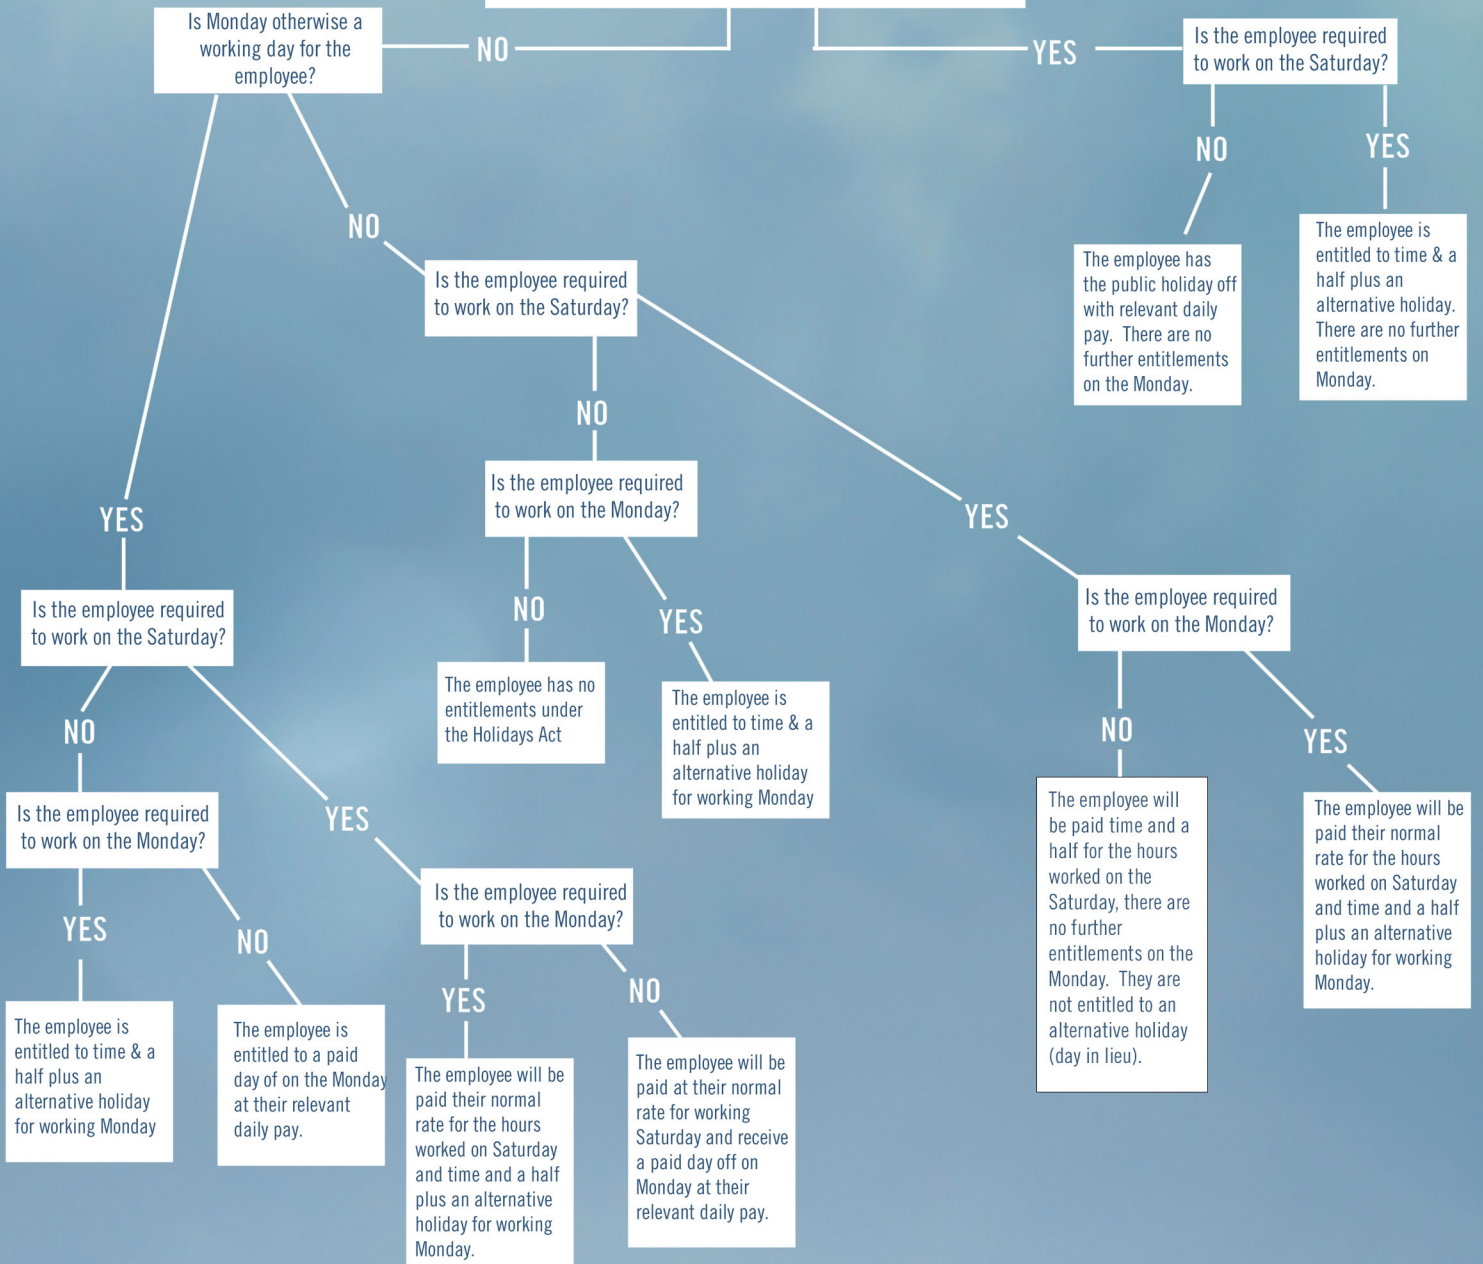 Is Monday otherwise a
working day for the
employee?
NO
YES
Is the employee required
to work on the Saturday?
NO
YES
The employee has
the public holiday off
with relevant daily
pay. There are no
further entitlements
on the Monday.
The employee is
entitled to time & a
half plus an
alternative holiday.
There are no further
entitlements on
Monday.
NO
Is the employee required
to work on the Saturday?
NO
Is the employee required
to work on the Monday?
NO
YES
The employee has no
entitlements under
the Holidays Act
The employee is
entitled to time & a
half plus an
alternative holiday
for working Monday
YES
Is the employee required
to work on the Monday?
NO
YES
The employee will
be paid time and a
half for the hours
worked on the
Saturday, there are
no further
entitlements on the
Monday. They are
not entitled to an
alternative holiday
(day in lieu).
The employee will be
paid their normal
rate for the hours
worked on Saturday
and time and a half
plus an alternative
holiday for working
Monday.
YES
Is the employee required
to work on the Saturday?
NO
Is the employee required
to work on the Monday?
YES
NO
The employee is
entitled to time & a
half plus an
alternative holiday
for working Monday
The employee is
entitled to a paid
day of on the Monday
at their relevant
daily pay.
YES
Is the employee required
to work on the Monday?
YES
NO
The employee will be
paid their normal
rate for the hours
worked on Saturday
and time and a half
plus an alternative
holiday for working
Monday.
The employee will be
paid at their normal
rate for working
Saturday and receive
a paid day off on
Monday at their
relevant daily pay.